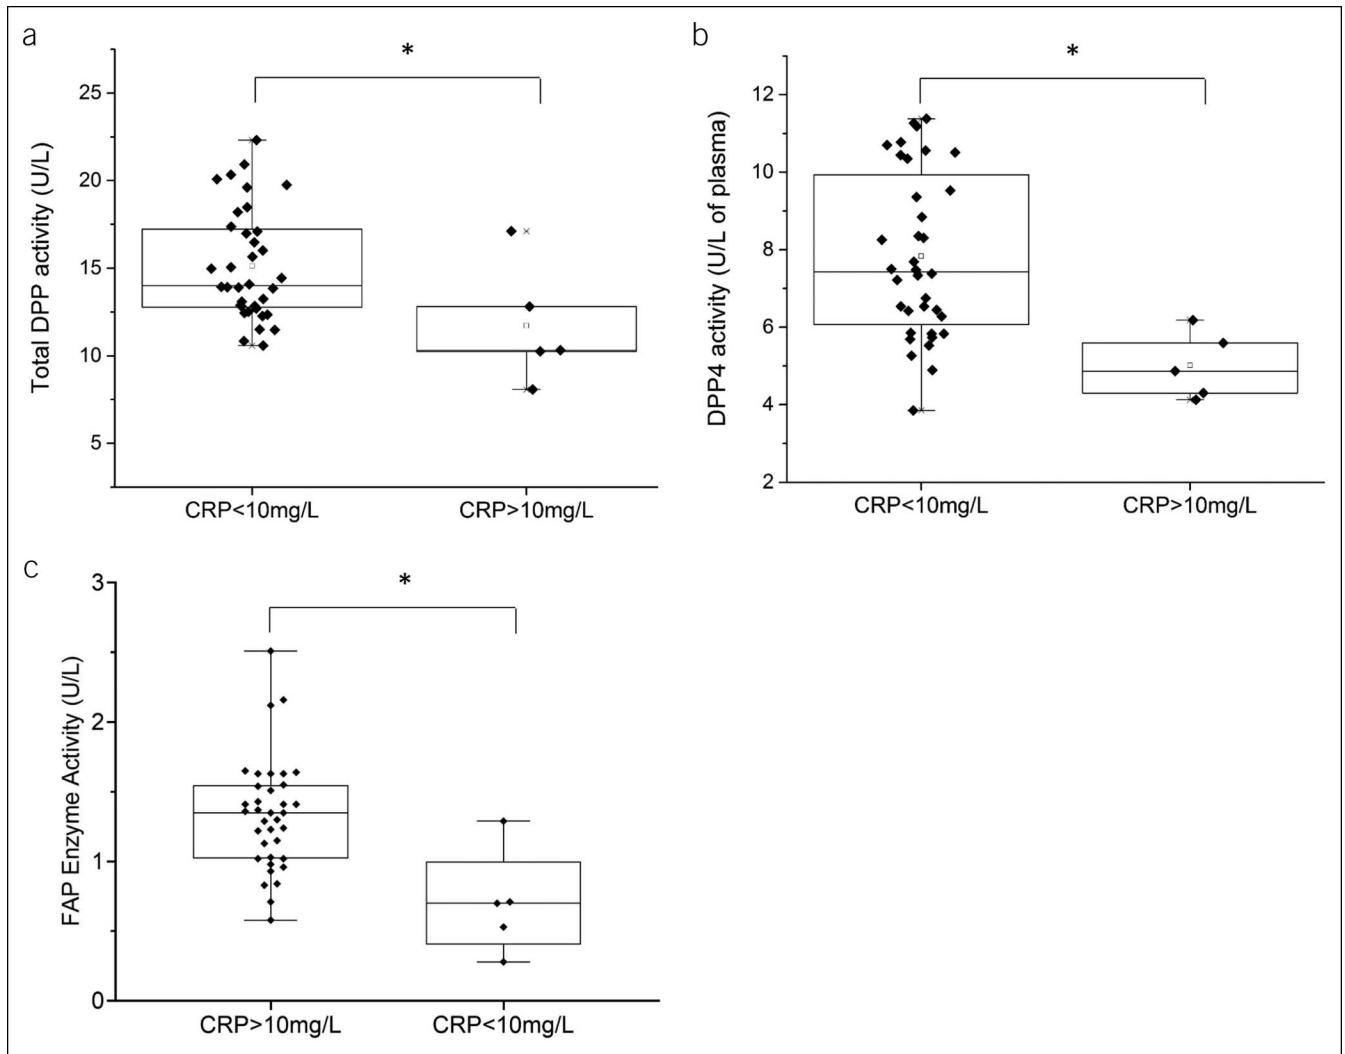 a
*
Total DPP activity (U/L)
25
20
15
10
5
CRP<10mg/L CRP>10mg/L
b
*
DPP4 activity (U/L of plasma)
12
10
8
6
4
2
CRP<10mg/L CRP>10mg/L
c
*
FAP Enzyme Activity (U/L)
3
2
1
0
CRP>10mg/L CRP<10mg/L